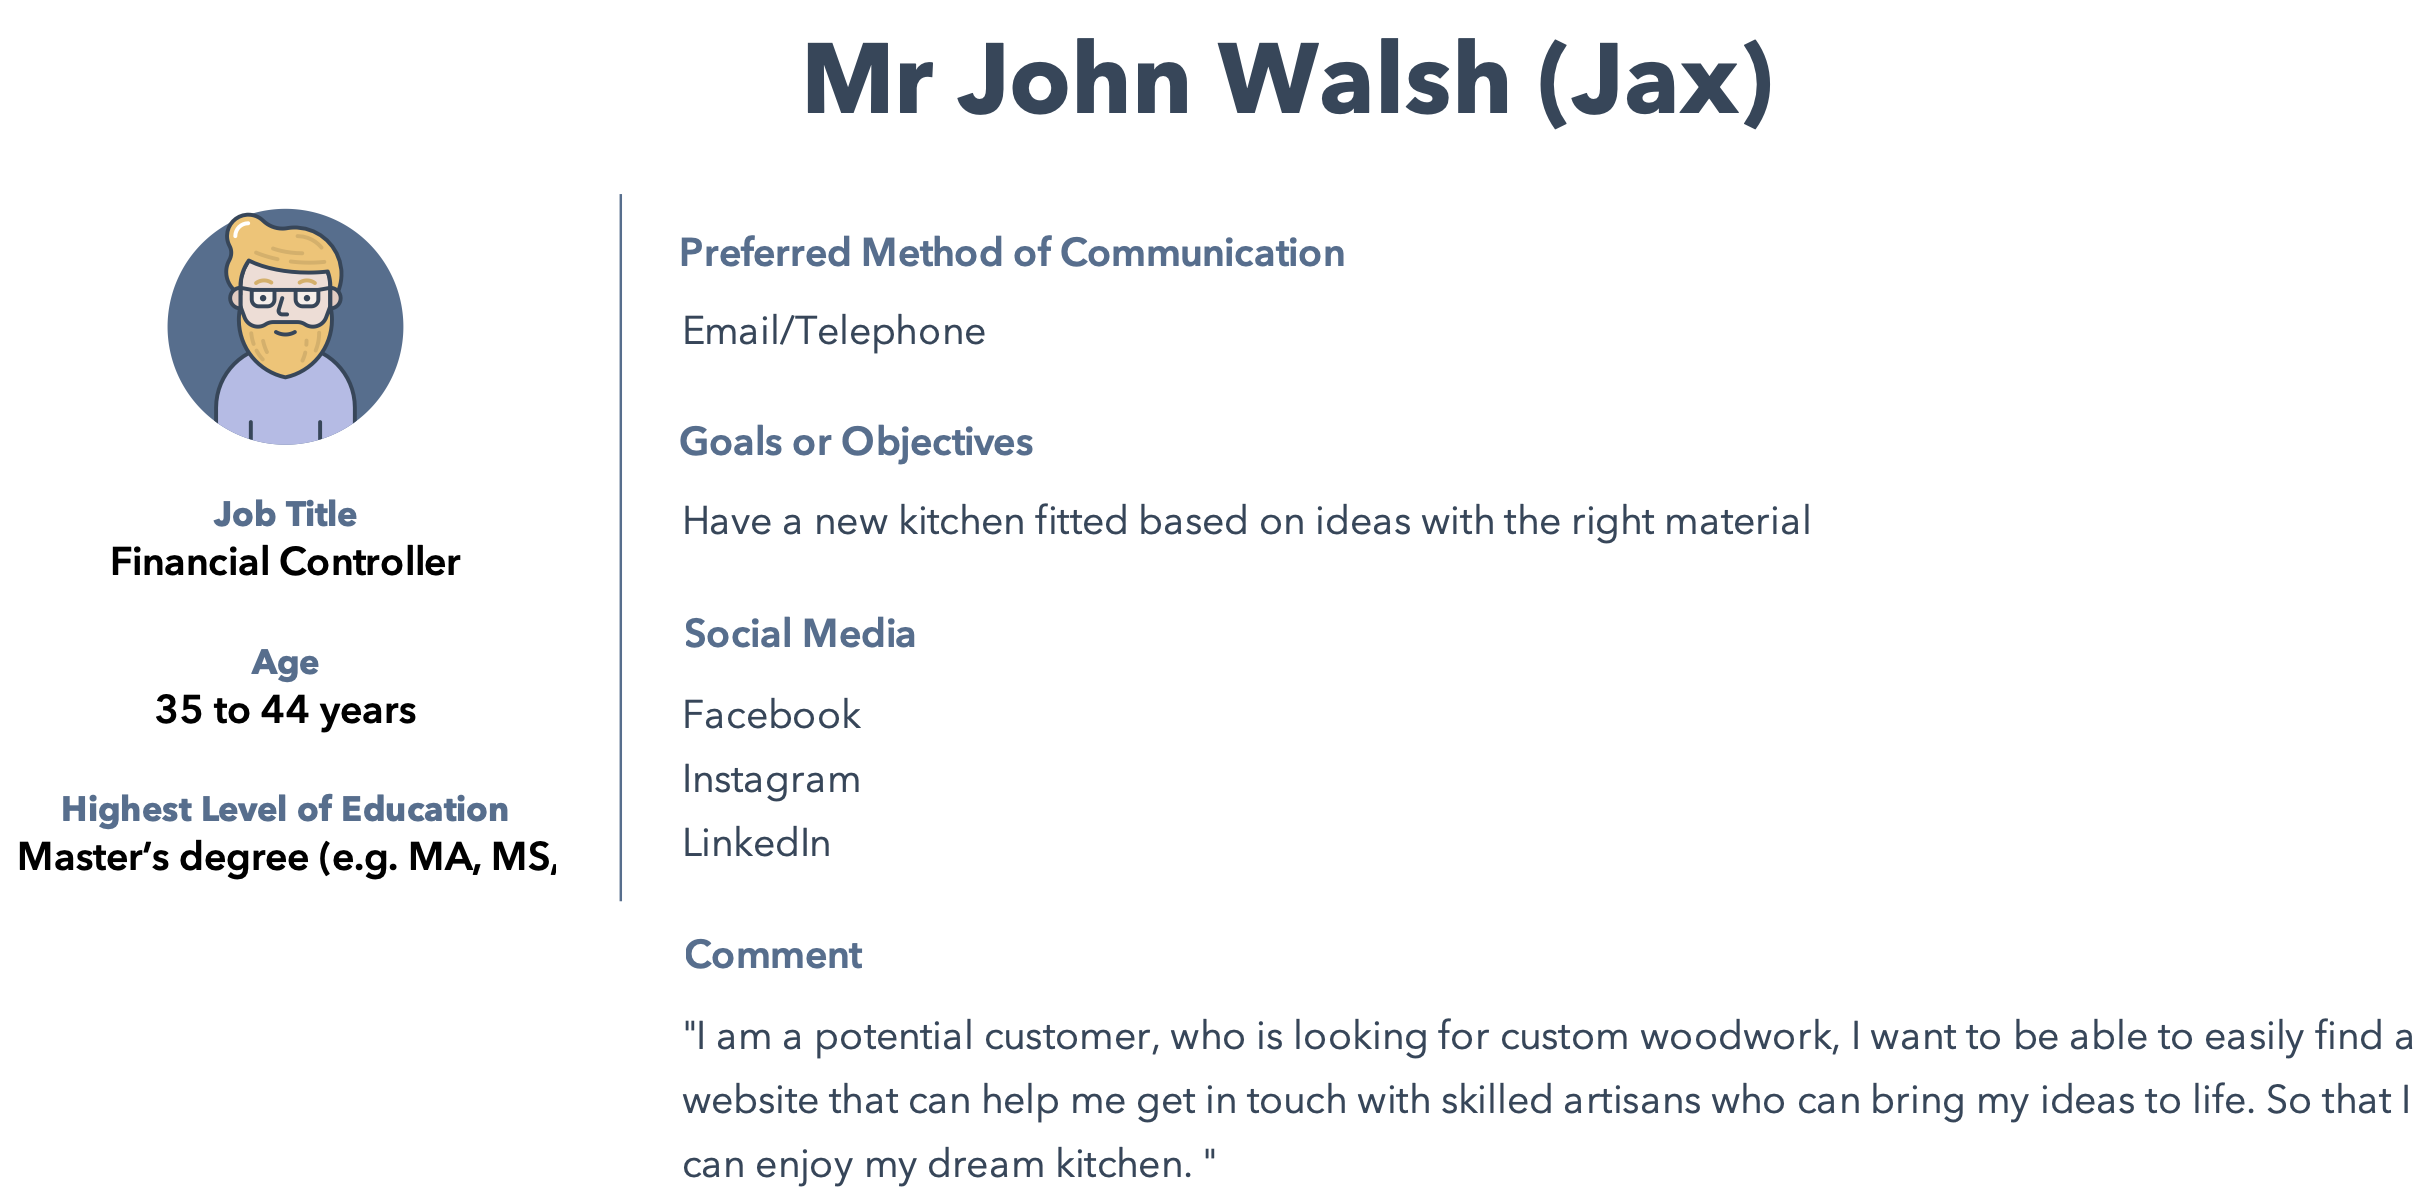 Mr John Walsh (Jax)
Job Title
Financial Controller
Age
35 to 44 years
Highest Level of Education
Master’s degree (e.g. MA, MS,
Preferred Method of Communication
Email/Telephone
Goals or Objectives
Have a new kitchen fitted based on ideas with the right material
Social Media
Facebook
Instagram
LinkedIn
Comment
"I am a potential customer, who is looking for custom woodwork, I want to be able to easily find a
website that can help me get in touch with skilled artisans who can bring my ideas to life. So that I
can enjoy my dream kitchen. "